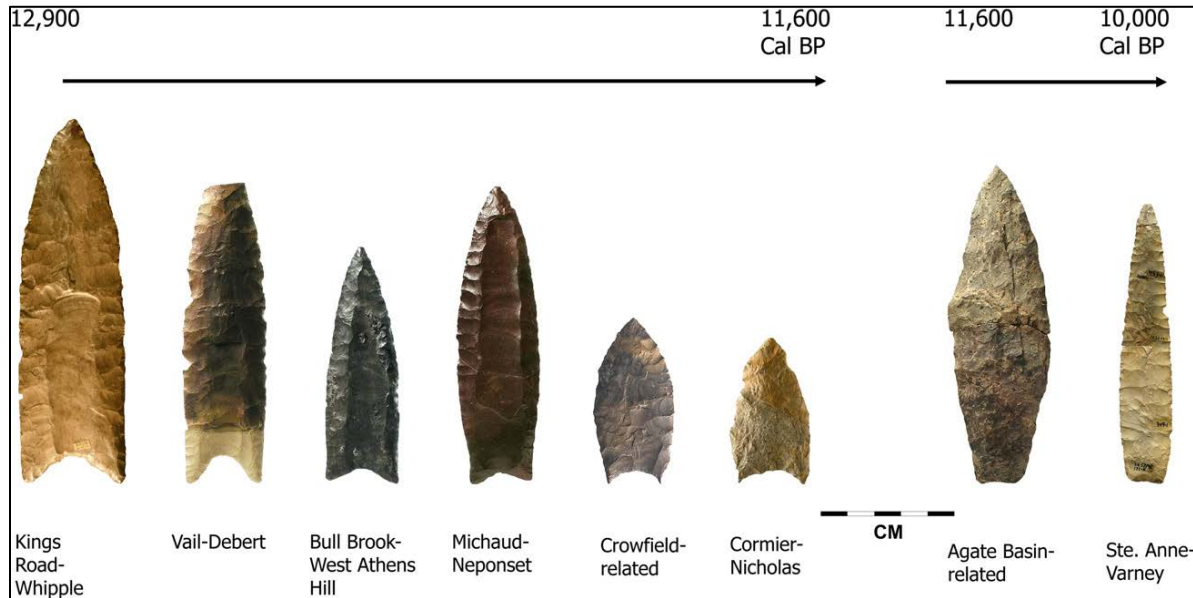 12,900
11,600
Cal BP
11,600
10,000
Cal BP
CM
Kings
Road-
Whipple
Vail-Debert
Bull Brook-
West Athens
Hill
Michaud-
Neponset
Crowfield-
related
Cormier-
Nicholas
Agate Basin-
related
Ste. Anne-
Varney